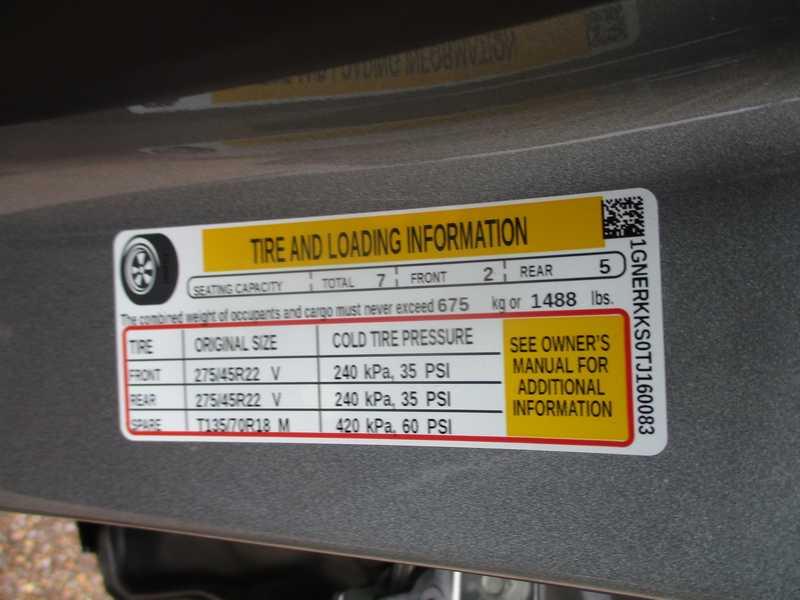 TIRE AND LOADING INFORMATION
SEATING CAPACITY TOTAL 7 FRONT 2 REAR 5
The combined weight of occupants and cargo must never exceed 675 kg or 1488 lbs.
TIRE ORIGINAL SIZE COLD TIRE PRESSURE
FRONT 275/45R22 V 240 kPa, 35 PSI
REAR 275/45R22 V 240 kPa, 35 PSI
SPARE T135/70R18 M 420 kPa, 60 PSI
SEE OWNER'S
MANUAL FOR
ADDITIONAL
INFORMATION
1GNERKKS0TJ160083